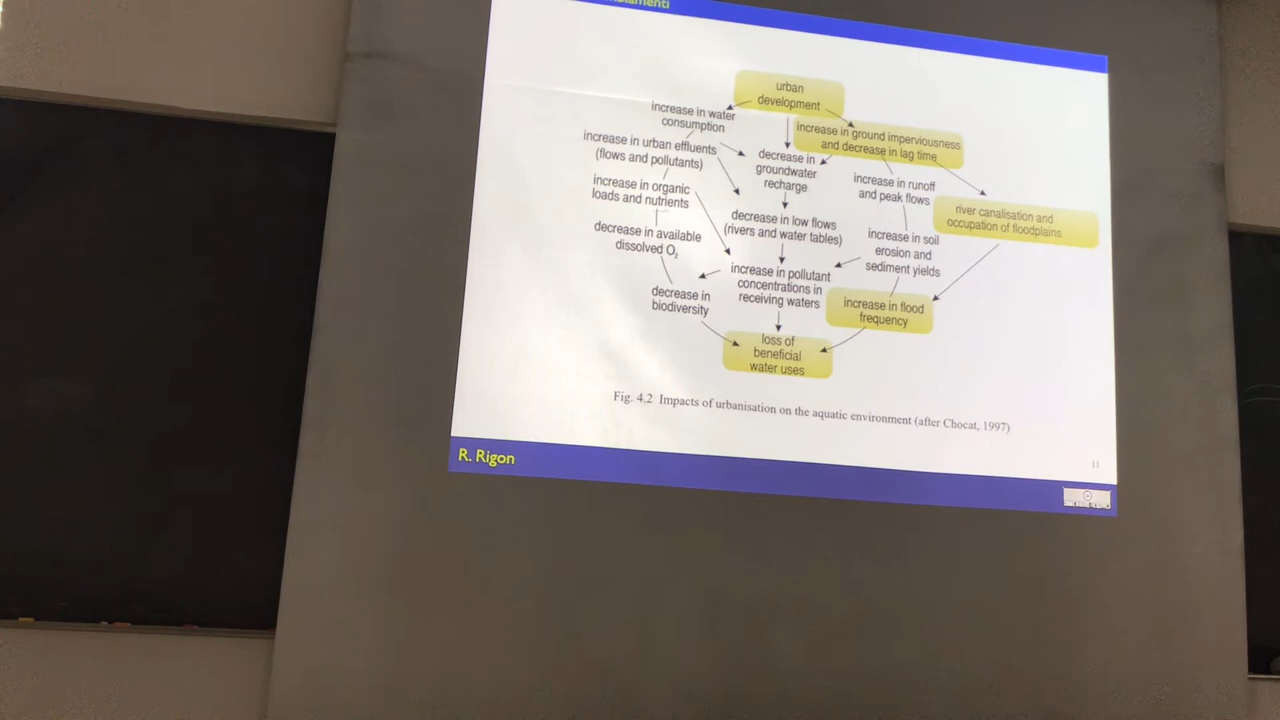 urban
development
increase in water
consumption
increase in ground imperviousness
and decrease in lag time
increase in urban effluents
(flows and pollutants)
decrease in
groundwater
recharge
increase in runoff
and peak flows
increase in organic
loads and nutrients
river canalisation and
occupation of floodplains
decrease in low flows
(rivers and water tables)
decrease in available
dissolved O₂
increase in soil
erosion and
sediment yields
increase in pollutant
concentrations in
receiving waters
decrease in
biodiversity
increase in flood
frequency
loss of
beneficial
water uses
Fig. 4.2 Impacts of urbanisation on the aquatic environment (after Chocat, 1997)
11
R. Rigon